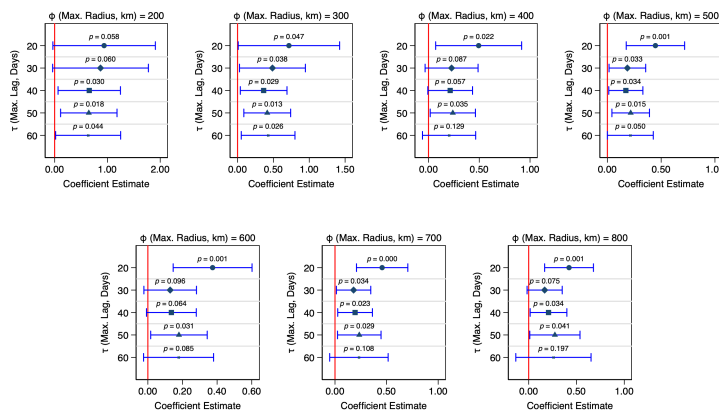 ϕ (Max. Radius, km) = 200
τ (Max. Lag, Days)
20
30
40
50
60
p = 0.058
p = 0.060
p = 0.030
p = 0.018
p = 0.044
0.00 1.00 2.00
Coefficient Estimate
ϕ (Max. Radius, km) = 300
τ (Max. Lag, Days)
20
30
40
50
60
p = 0.047
p = 0.038
p = 0.029
p = 0.013
p = 0.026
0.00 0.50 1.00 1.50
Coefficient Estimate
ϕ (Max. Radius, km) = 400
τ (Max. Lag, Days)
20
30
40
50
60
p = 0.022
p = 0.087
p = 0.057
p = 0.035
p = 0.129
0.00 0.50 1.00
Coefficient Estimate
ϕ (Max. Radius, km) = 500
τ (Max. Lag, Days)
20
30
40
50
60
p = 0.001
p = 0.033
p = 0.034
p = 0.015
p = 0.050
0.00 0.50 1.0
Coefficient Estimate
ϕ (Max. Radius, km) = 600
τ (Max. Lag, Days)
20
30
40
50
60
p = 0.001
p = 0.096
p = 0.064
p = 0.031
p = 0.085
0.00 0.20 0.40 0.60
Coefficient Estimate
ϕ (Max. Radius, km) = 700
τ (Max. Lag, Days)
20
30
40
50
60
p = 0.000
p = 0.034
p = 0.023
p = 0.029
p = 0.108
0.00 0.50 1.00
Coefficient Estimate
ϕ (Max. Radius, km) = 800
τ (Max. Lag, Days)
20
30
40
50
60
p = 0.001
p = 0.075
p = 0.034
p = 0.041
p = 0.197
0.00 0.50 1.00
Coefficient Estimate